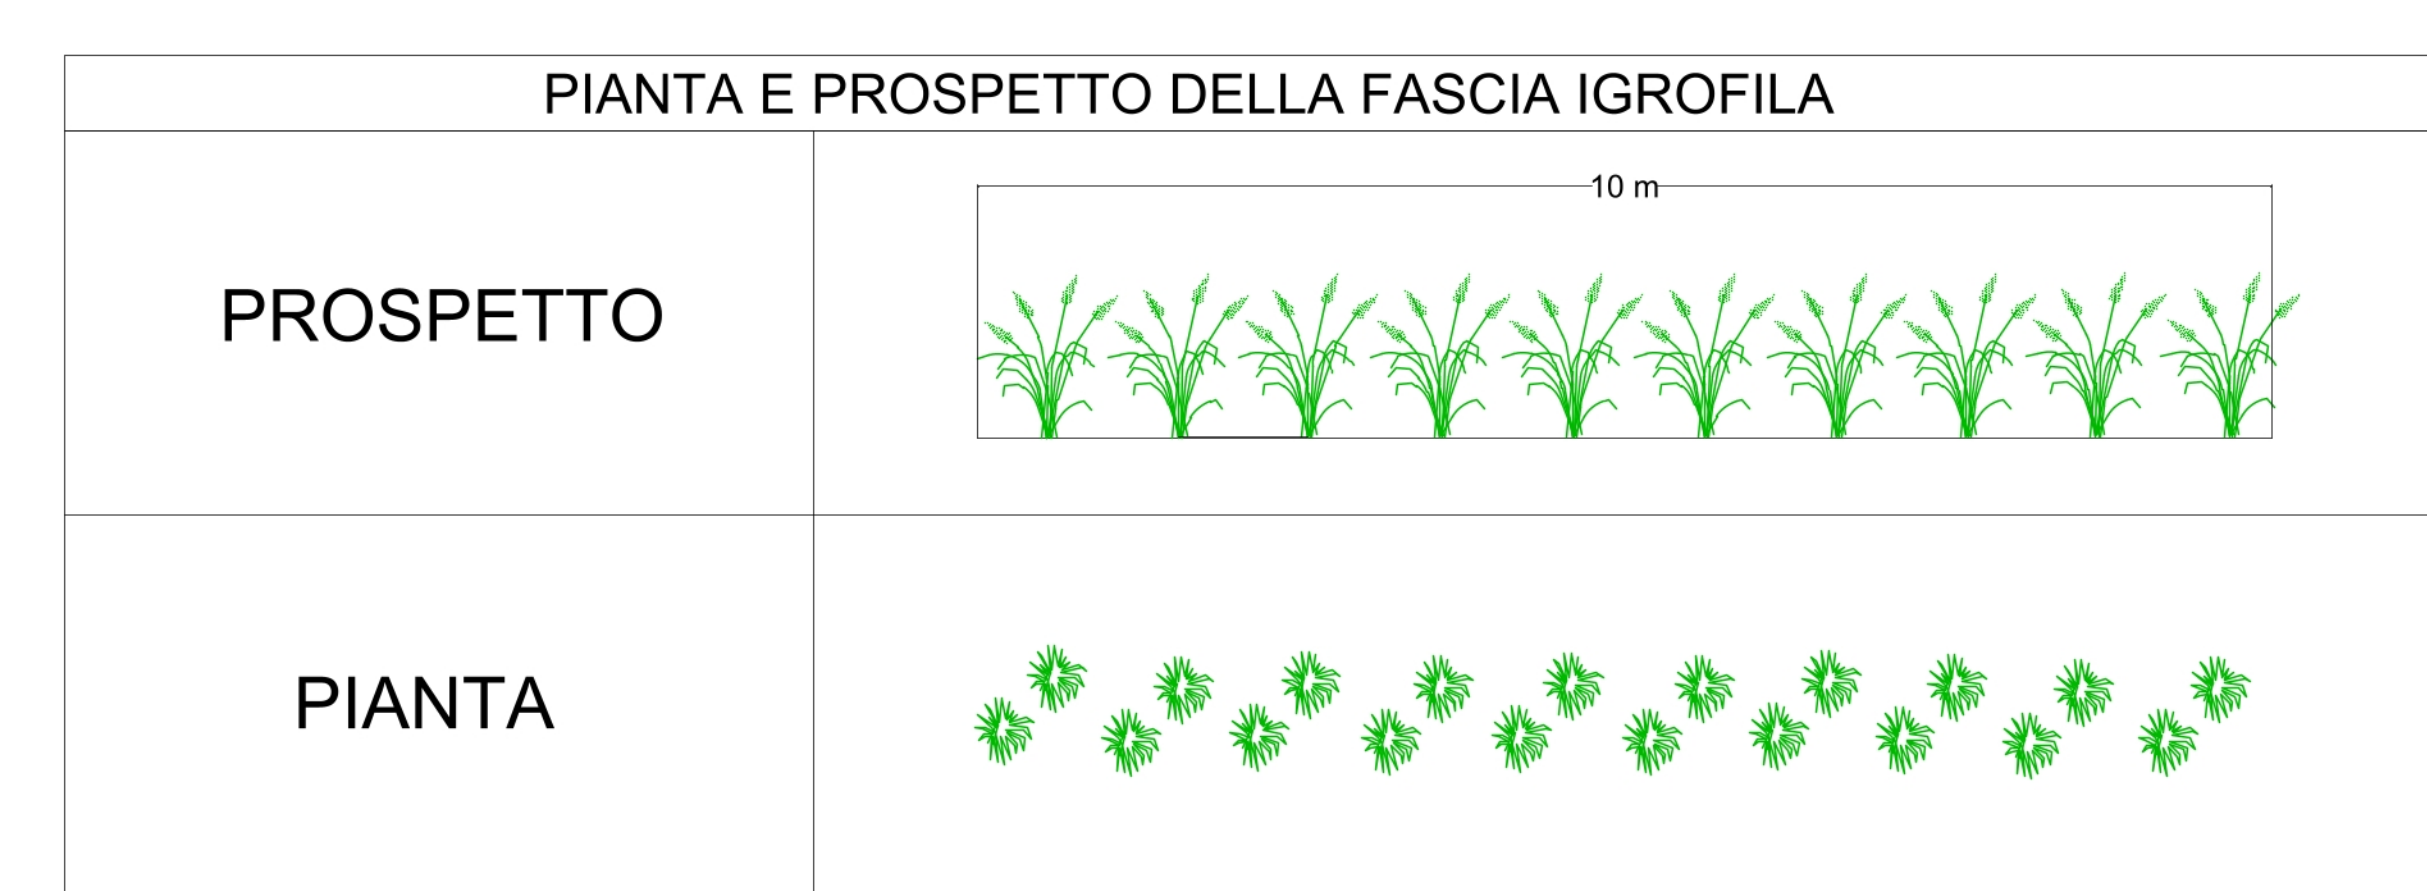 PIANTA E PROSPETTO DELLA FASCIA IGROFILA
10 m
PROSPETTO
PIANTA